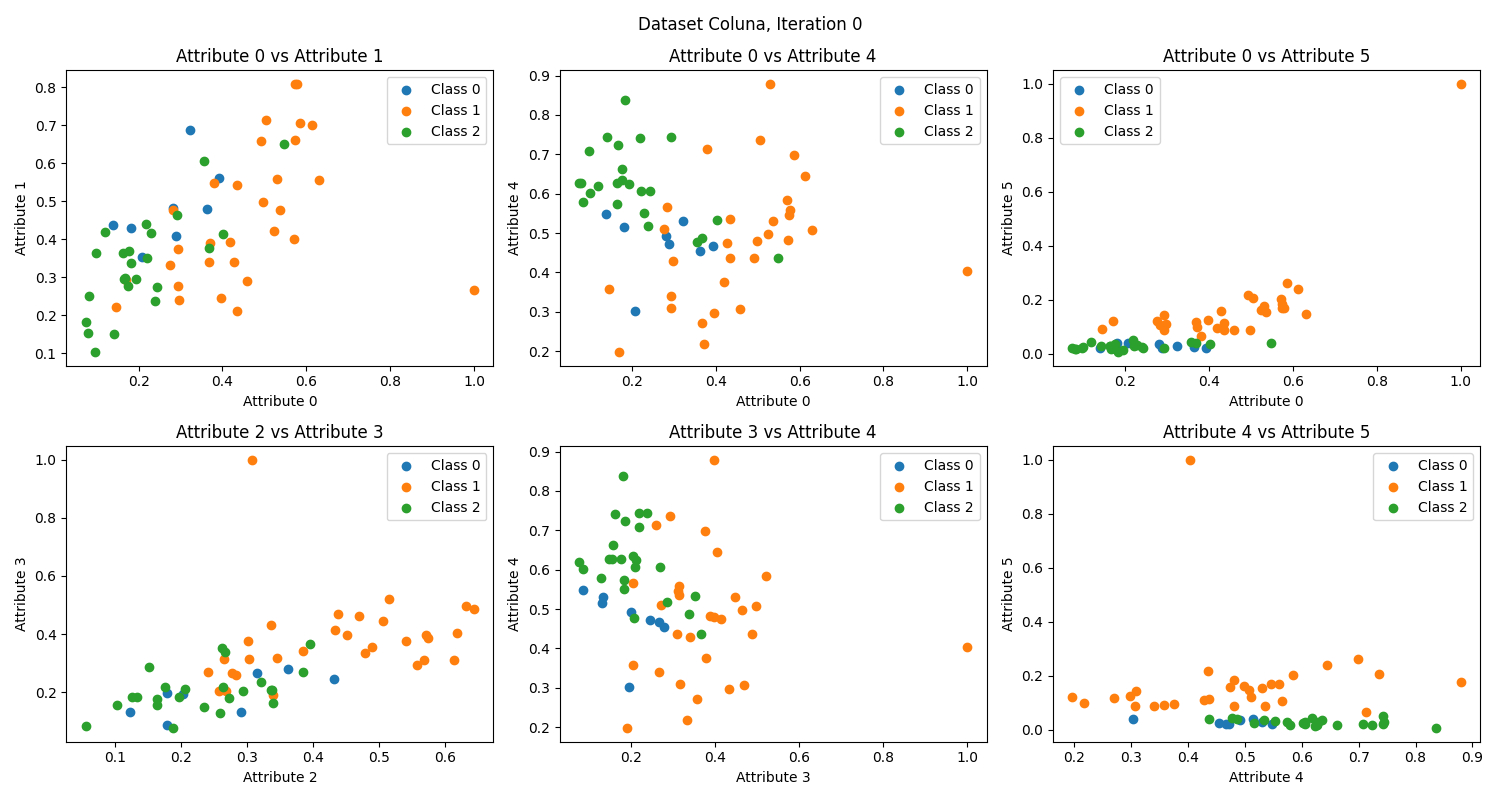 Dataset Coluna, Iteration 0
Attribute 0 vs Attribute 1
Attribute 1
0.8
0.7
0.6
0.5
0.4
0.3
0.2
0.1
Class 0
Class 1
Class 2
0.2 0.4 0.6 0.8 1.0
Attribute 0
Attribute 0 vs Attribute 4
Attribute 4
0.9
0.8
0.7
0.6
0.5
0.4
0.3
0.2
Class 0
Class 1
Class 2
0.2 0.4 0.6 0.8 1.0
Attribute 0
Attribute 0 vs Attribute 5
Attribute 5
1.0
0.8
0.6
0.4
0.2
0.0
Class 0
Class 1
Class 2
0.2 0.4 0.6 0.8 1.0
Attribute 0
Attribute 2 vs Attribute 3
Attribute 3
1.0
0.8
0.6
0.4
0.2
Class 0
Class 1
Class 2
0.1 0.2 0.3 0.4 0.5 0.6
Attribute 2
Attribute 3 vs Attribute 4
Attribute 4
0.9
0.8
0.7
0.6
0.5
0.4
0.3
0.2
Class 0
Class 1
Class 2
0.2 0.4 0.6 0.8 1.0
Attribute 3
Attribute 4 vs Attribute 5
Attribute 5
1.0
0.8
0.6
0.4
0.2
0.0
Class 0
Class 1
Class 2
0.2 0.3 0.4 0.5 0.6 0.7 0.8 0.9
Attribute 4